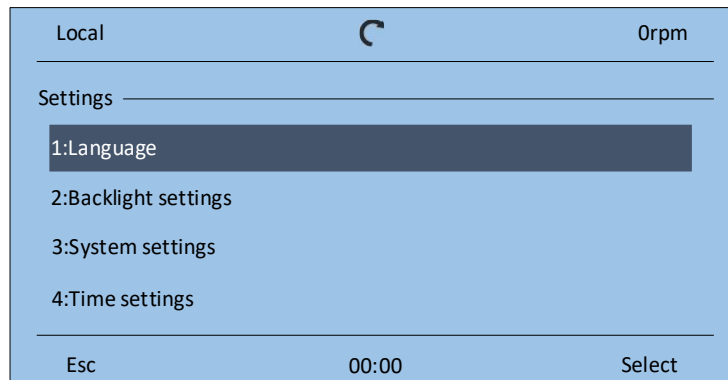 Local 0rpm
Settings
1:Language
2:Backlight settings
3:System settings
4:Time settings
Esc 00:00 Select